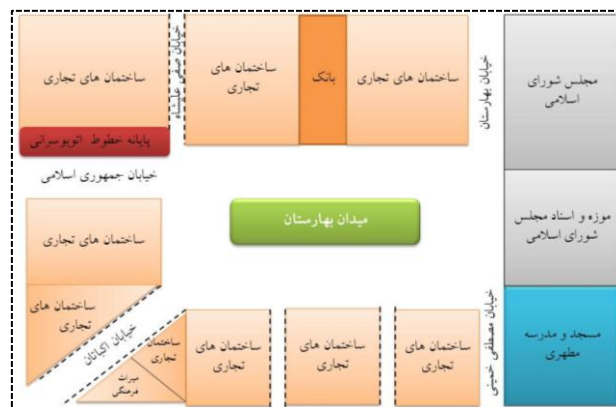 مجلس شورای
اسلامی
خیابان بهارستان
ساختمان های تجاری
بانک
ساختمان های
تجاری
خیابان صفی علیشاه
ساختمان های تجاری
پایانه خطوط اتوبوسرانی
خیابان جمهوری اسلامی
موزه و اسناد مجلس
شورای اسلامی
میدان بهارستان
ساختمان های تجاری
ساختمان های
تجاری
خیابان اکباتان
مسجد و مدرسه
مطهری
خیابان مصطفی خمینی
ساختمان های
تجاری
ساختمان های
تجاری
ساختمان های
تجاری
ساختمان
تجاری
میراث
فرهنگی